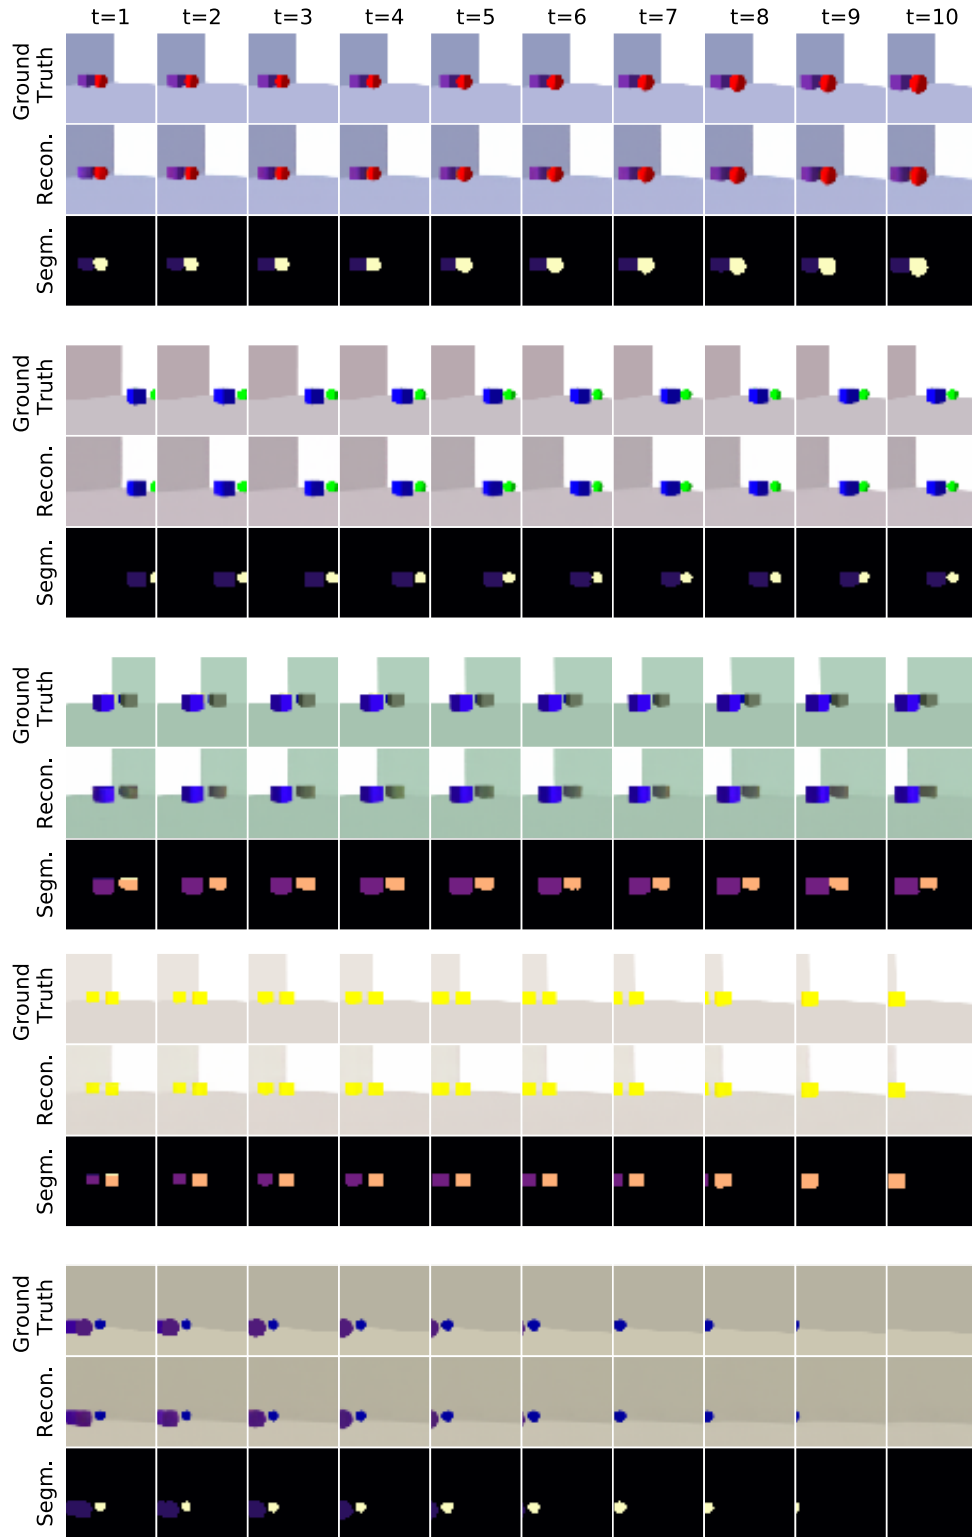 t=1 t=2 t=3 t=4 t=5 t=6 t=7 t=8 t=9 t=10
Ground
Truth
Recon.
Segm.
Ground
Truth
Recon.
Segm.
Ground
Truth
Recon.
Segm.
Ground
Truth
Recon.
Segm.
Ground
Truth
Recon.
Segm.